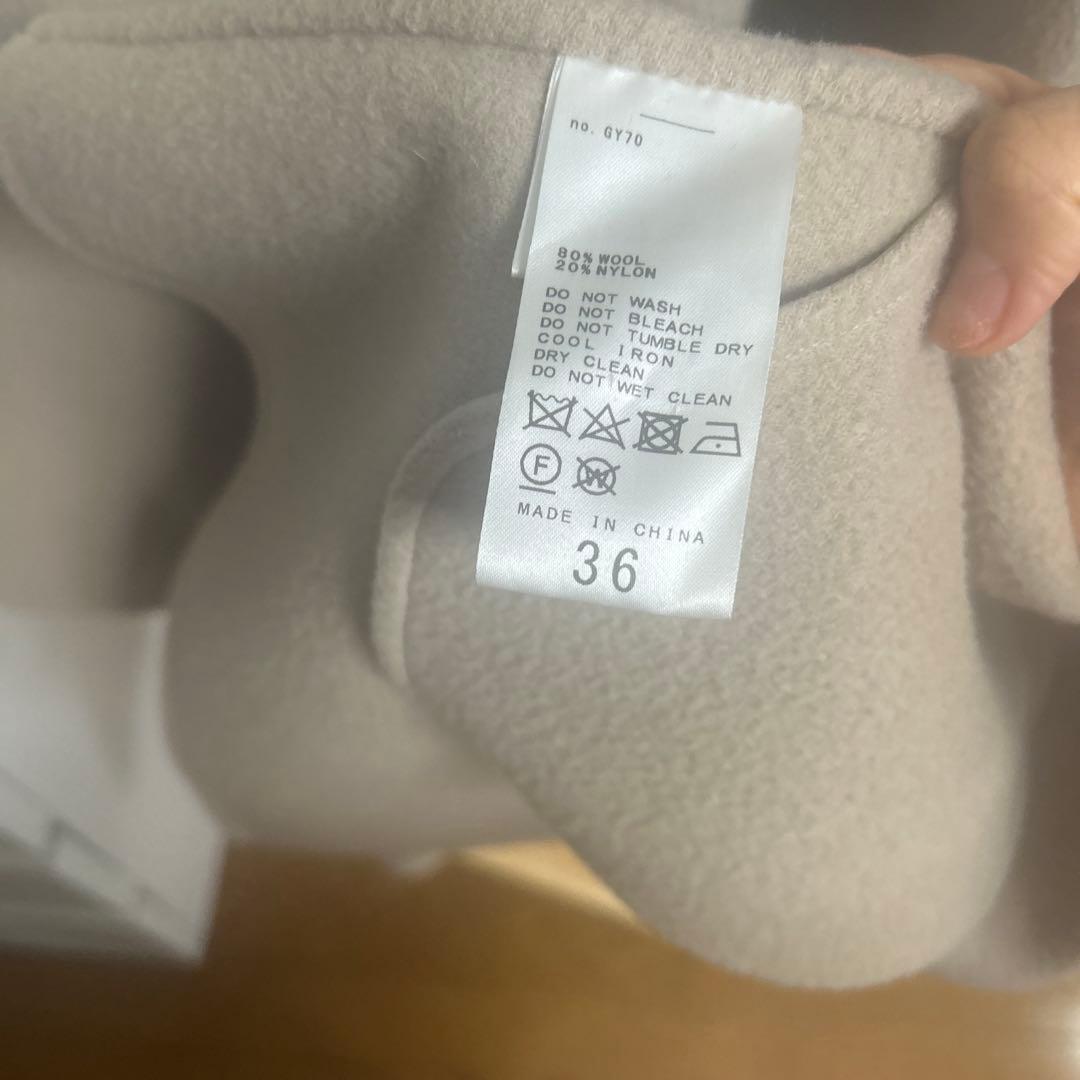 no. GY70
80% WOOL
20% NYLON
DO NOT WASH
DO NOT BLEACH
DO NOT TUMBLE DRY
COOL IRON
DRY CLEAN
DO NOT WET CLEAN
F W
MADE IN CHINA
36